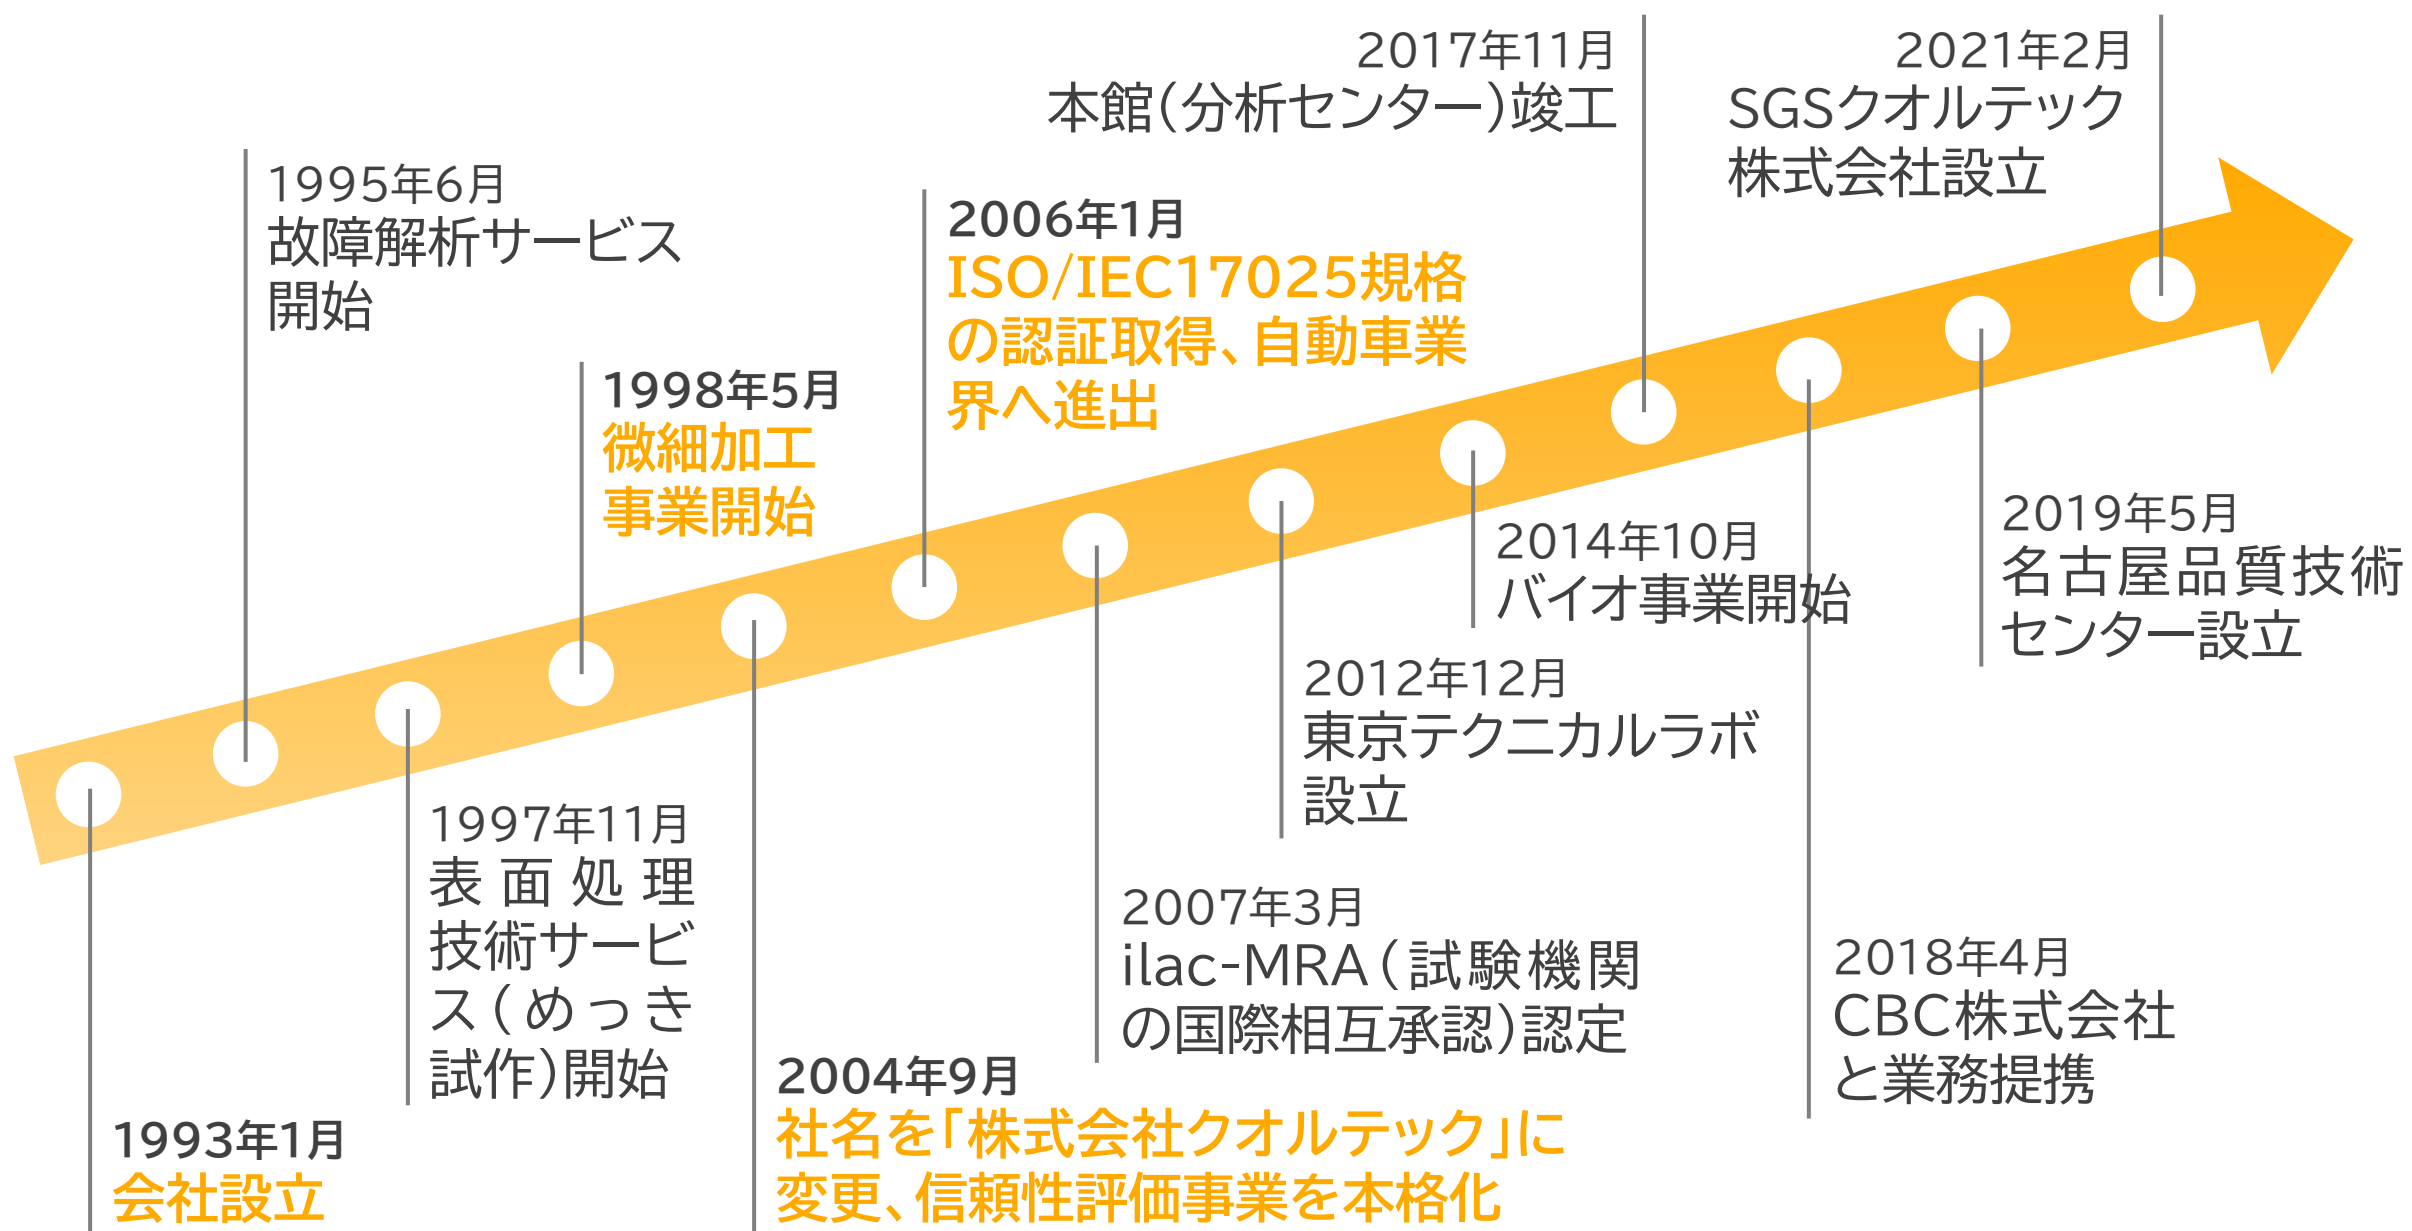 1993年1月
会社設立
1995年6月
故障解析サービス
開始
1997年11月
表面処理
技術サービ
ス(めっき
試作)開始
1998年5月
微細加工
事業開始
2004年9月
社名を「株式会社クオルテック」に
変更、信頼性評価事業を本格化
2006年1月
ISO/IEC17025規格
の認証取得、自動車業
界へ進出
2007年3月
ilac-MRA(試験機関
の国際相互承認)認定
2012年12月
東京テクニカルラボ
設立
2014年10月
バイオ事業開始
2017年11月
本館(分析センター)竣工
2018年4月
CBC株式会社
と業務提携
2019年5月
名古屋品質技術
センター設立
2021年2月
SGSクオルテック
株式会社設立